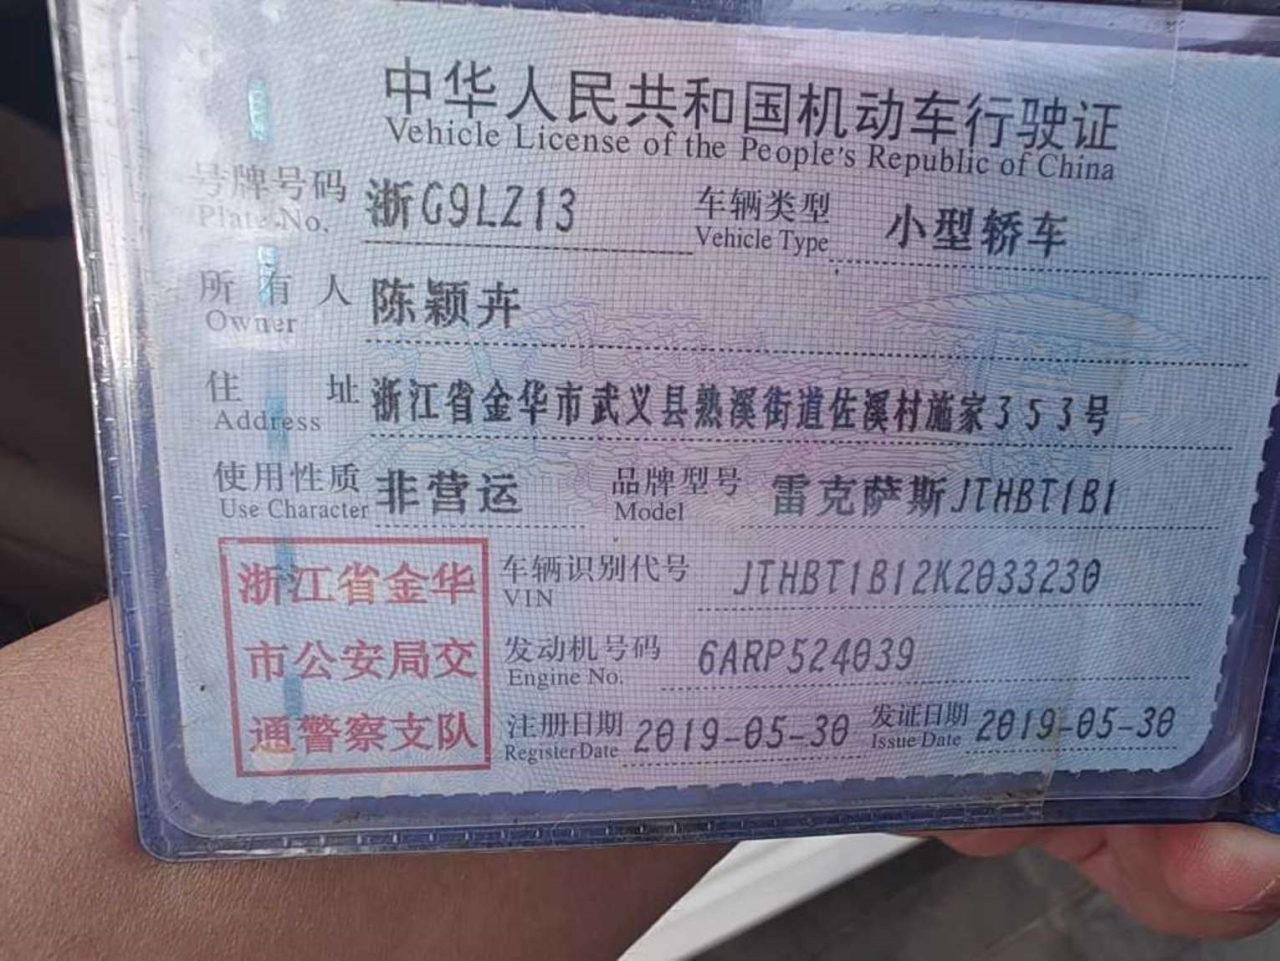 中华人民共和国机动车行驶证
Vehicle License of the People's Republic of China
号牌号码 浙G9LZ13 车辆类型 小型轿车
Plate No. Vehicle Type
所有人 陈颖卉
Owner
住址 浙江省金华市武义县熟溪街道佐溪村施家353号
Address
使用性质 非营运 品牌型号 雷克萨斯JTHBT1B1
Use Character Model
浙江省金华
市公安局交
通警察支队
车辆识别代号 JTHBT1B12K2033230
VIN
发动机号码 6ARP524039
Engine No.
注册日期 2019-05-30 发证日期 2019-05-30
Register Date Issue Date